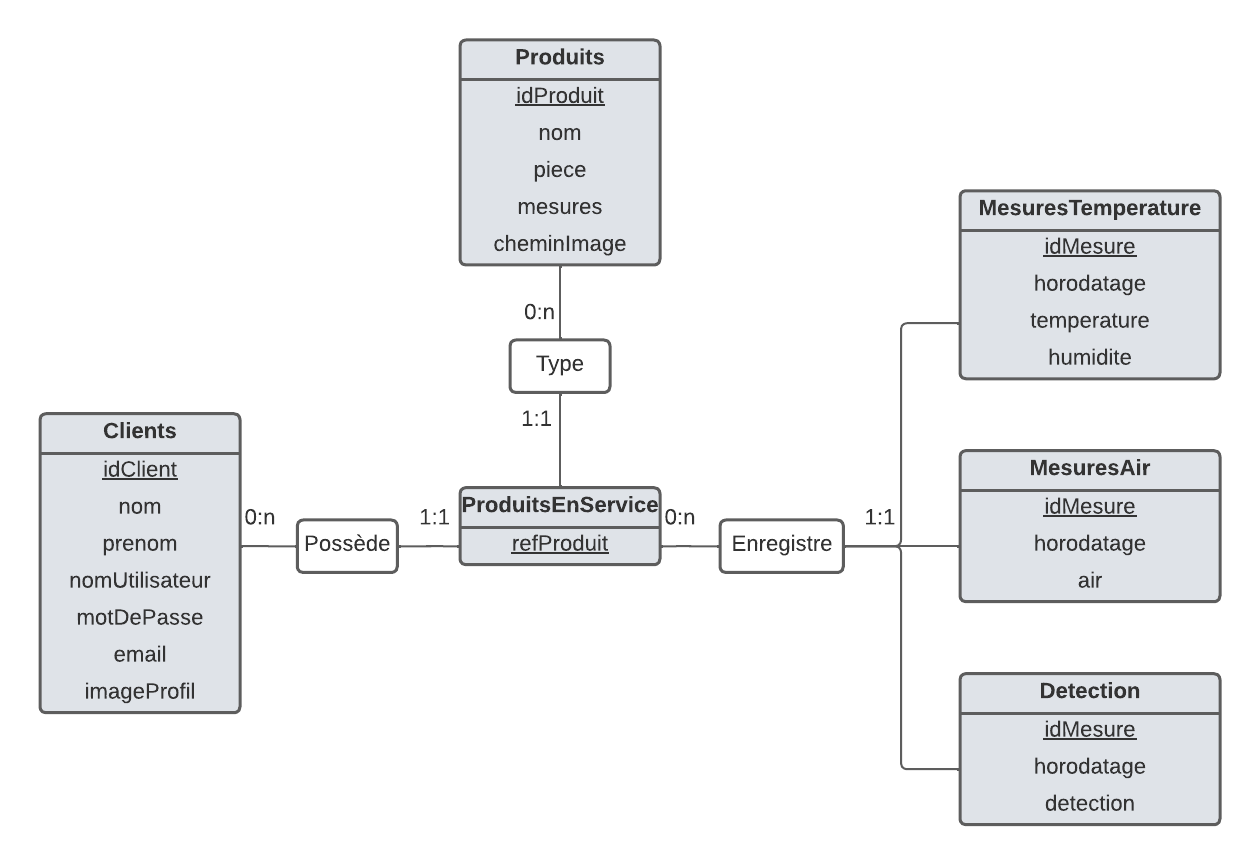 Produits
idProduit
nom
piece
mesures
cheminImage
0:n
Type
1:1
Clients
idClient
nom
prenom
nomUtilisateur
motDePasse
email
imageProfil
0:n
Possède
1:1
ProduitsEnService
refProduit
0:n
Enregistre
1:1
MesuresTemperature
idMesure
horodatage
temperature
humidite
MesuresAir
idMesure
horodatage
air
Detection
idMesure
horodatage
detection